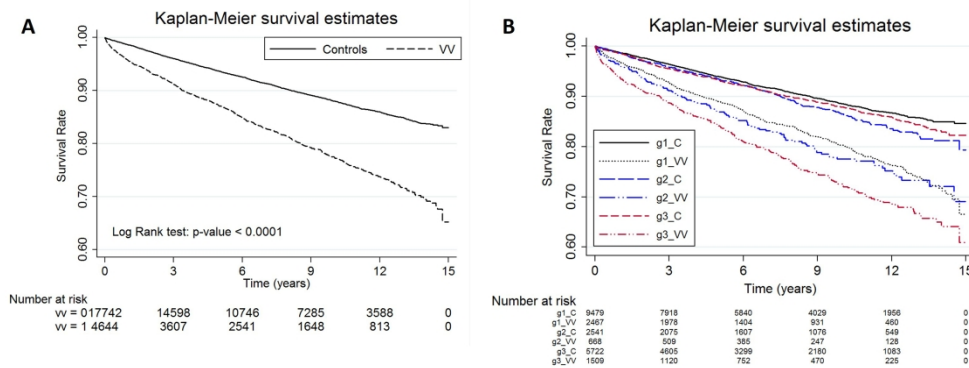 A
Kaplan-Meier survival estimates
Controls
VV
1.00
0.90
0.80
0.70
0.60
Survival Rate
Log Rank test: p-value < 0.0001
0 3 6 9 12 15
Time (years)
Number at risk
vv = 0 17742 14598 10746 7285 3588 0
vv = 1 4644 3607 2541 1648 813 0
B
Kaplan-Meier survival estimates
1.00
0.90
0.80
0.70
0.60
Survival Rate
g1_C
g1_VV
g2_C
g2_VV
g3_C
g3_VV
0 3 6 9 12 15
Time (years)
Number at risk
g1_C 9479 7918 5840 4029 1956 0
g1_VV 2467 1978 1404 931 460 0
g2_C 2541 2075 1607 1076 549 0
g2_VV 668 509 385 247 128 0
g3_C 5722 4605 3299 2180 1083 0
g3_VV 1509 1120 752 470 225 0